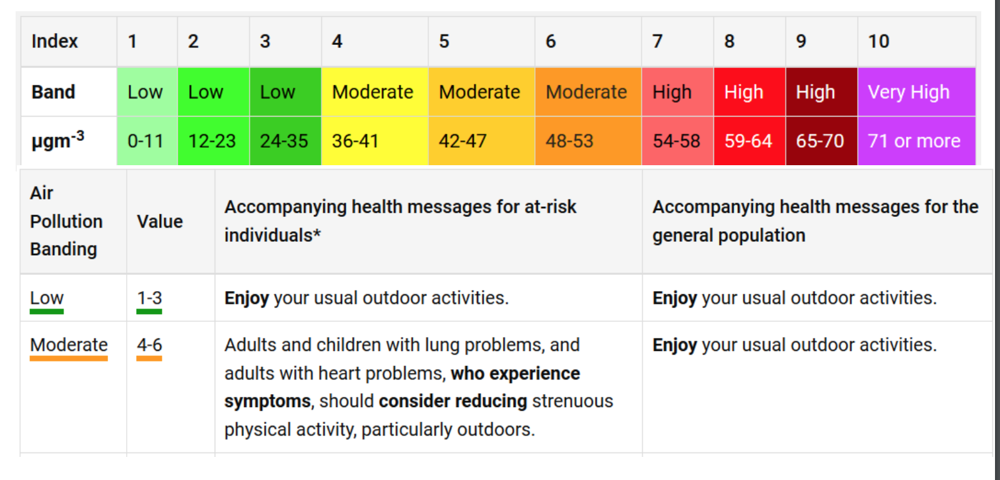 Index 1 2 3 4 5 6 7 8 9 10
Band Low Low Low Moderate Moderate Moderate High High High Very High
µgm-3 0-11 12-23 24-35 36-41 42-47 48-53 54-58 59-64 65-70 71 or more
Air
Pollution
Banding
Value
Accompanying health messages for at-risk
individuals*
Accompanying health messages for the
general population
Low
1-3
Enjoy your usual outdoor activities.
Enjoy your usual outdoor activities.
Moderate
4-6
Adults and children with lung problems, and
adults with heart problems, who experience
symptoms, should consider reducing strenuous
physical activity, particularly outdoors.
Enjoy your usual outdoor activities.